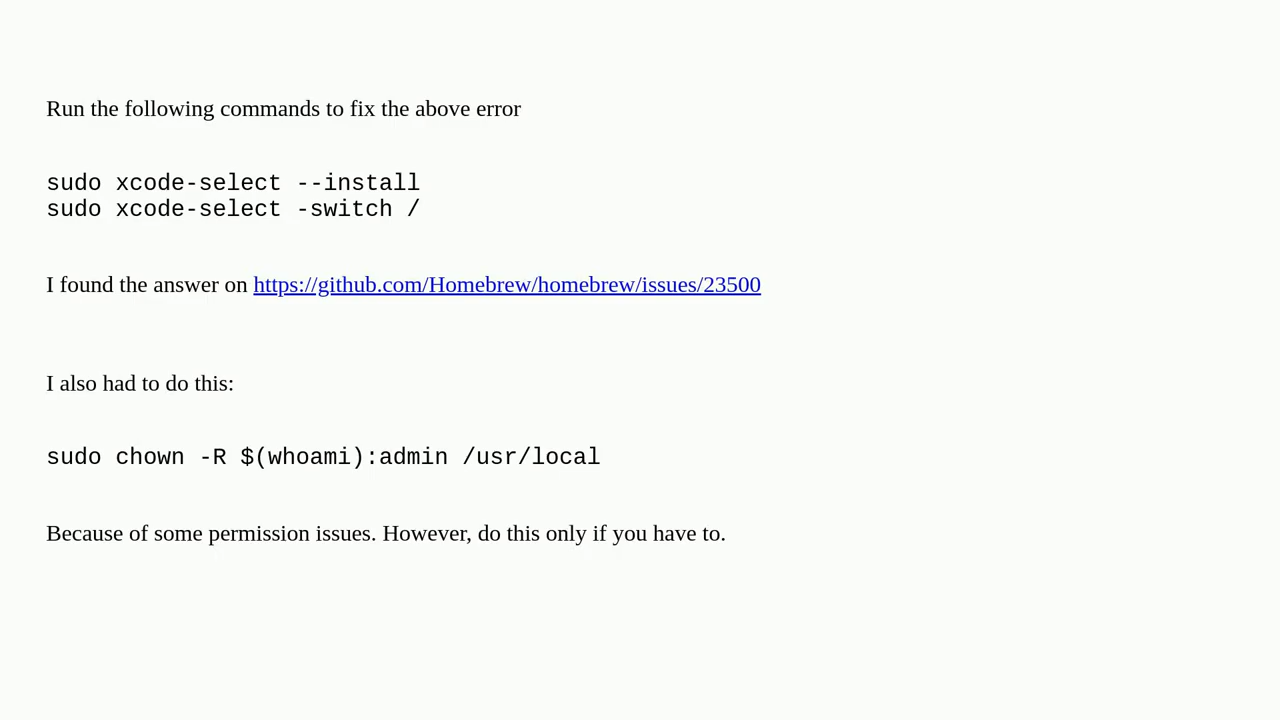 Run the following commands to fix the above error
sudo xcode-select --install
sudo xcode-select -switch /
I found the answer on https://github.com/Homebrew/homebrew/issues/23500
I also had to do this:
sudo chown -R $(whoami):admin /usr/local
Because of some permission issues. However, do this only if you have to.